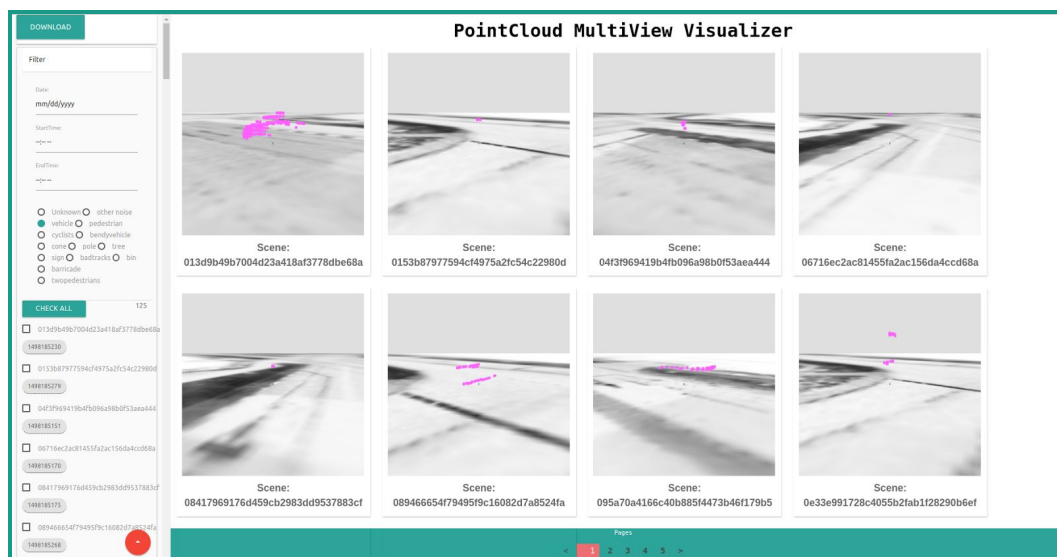 DOWNLOAD
PointCloud MultiView Visualizer
Filter
Date:
mm/dd/yyyy
StartTime:
--:-- --
EndTime:
--:-- --
Unknown other noise
vehicle pedestrian
cyclists bendyvehicle
cone pole tree
sign badtracks bin
barricade
twopedestrians
CHECK ALL 125
013d9b49b7004d23a418af3778dbe68a
1498185230
0153b87977594cf4975a2fc54c22980d
1498185279
04f3f969419b4fb096a98b0f53aea444
1498185151
06716ec2ac81455fa2ac156da4ccd68a
1498185170
08417969176d459cb2983dd9537883cf
1498185175
089466654f79495f9c16082d7a8524fa
1498185268
Scene:
013d9b49b7004d23a418af3778dbe68a
Scene:
0153b87977594cf4975a2fc54c22980d
Scene:
04f3f969419b4fb096a98b0f53aea444
Scene:
06716ec2ac81455fa2ac156da4ccd68a
Scene:
08417969176d459cb2983dd9537883cf
Scene:
089466654f79495f9c16082d7a8524fa
Scene:
095a70a4166c40b885f4473b46f179b5
Scene:
0e33e991728c4055b2fab1f28290b6ef
Pages
< 1 2 3 4 5 >